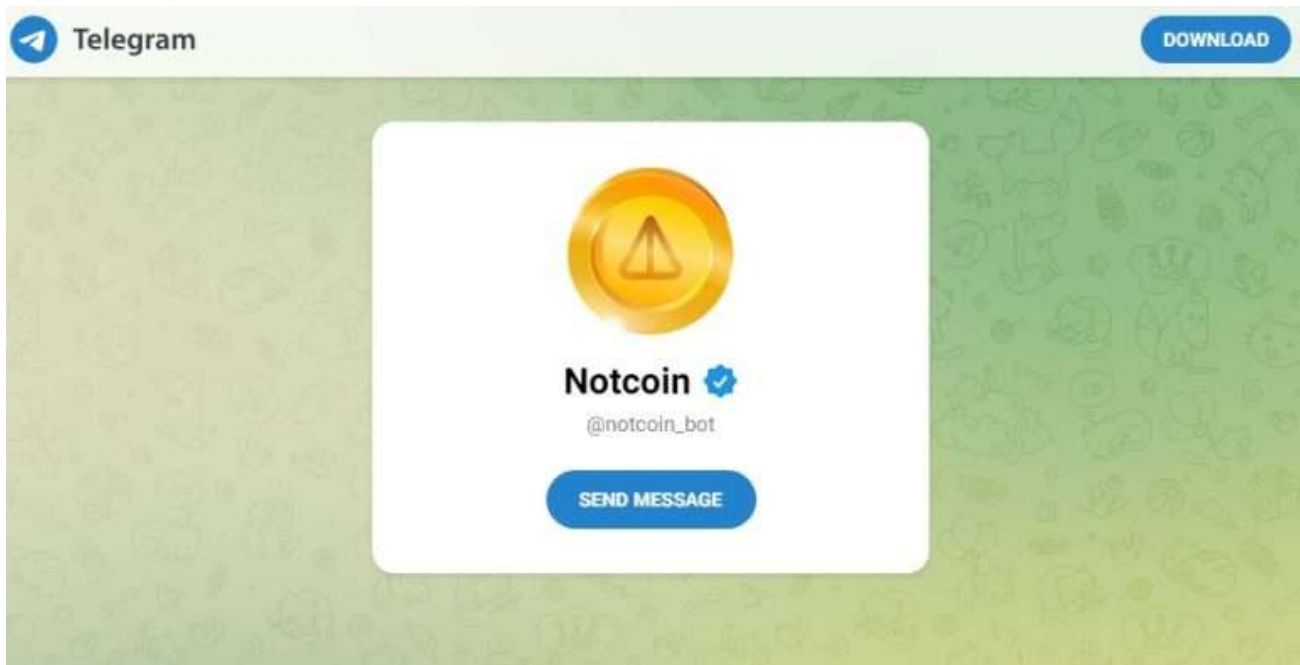 Telegram
DOWNLOAD
Notcoin
@notcoin_bot
SEND MESSAGE